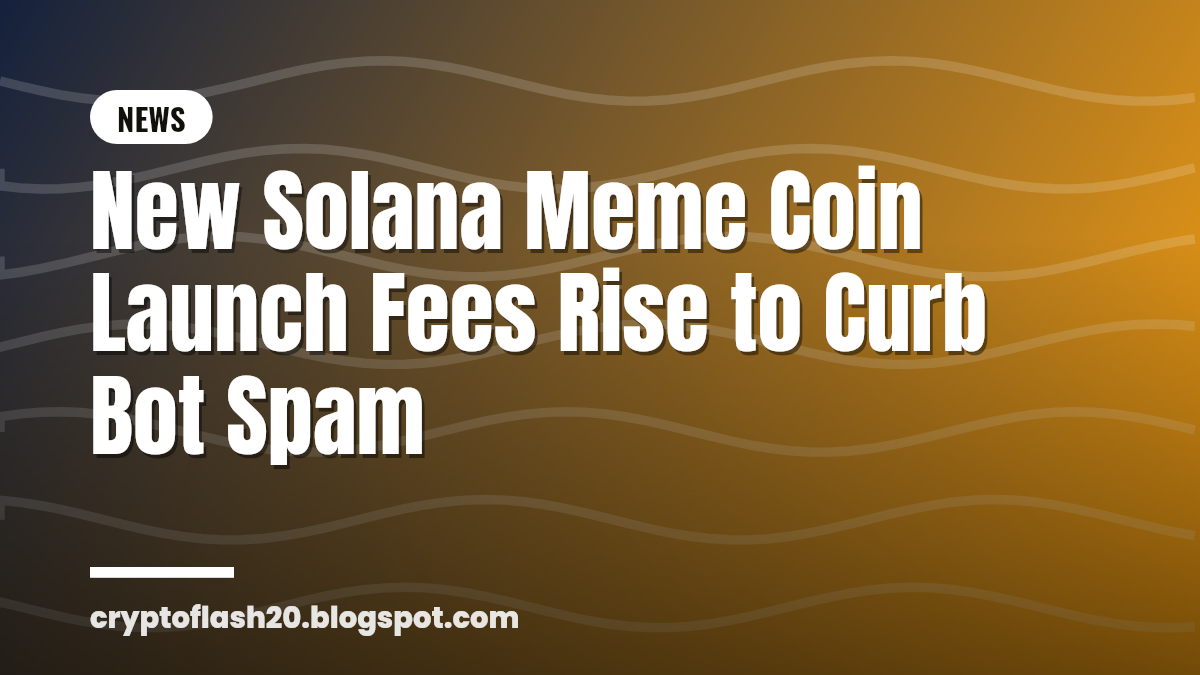 NEWS
New Solana Meme Coin
Launch Fees Rise to Curb
Bot Spam
cryptoflash20.blogspot.com